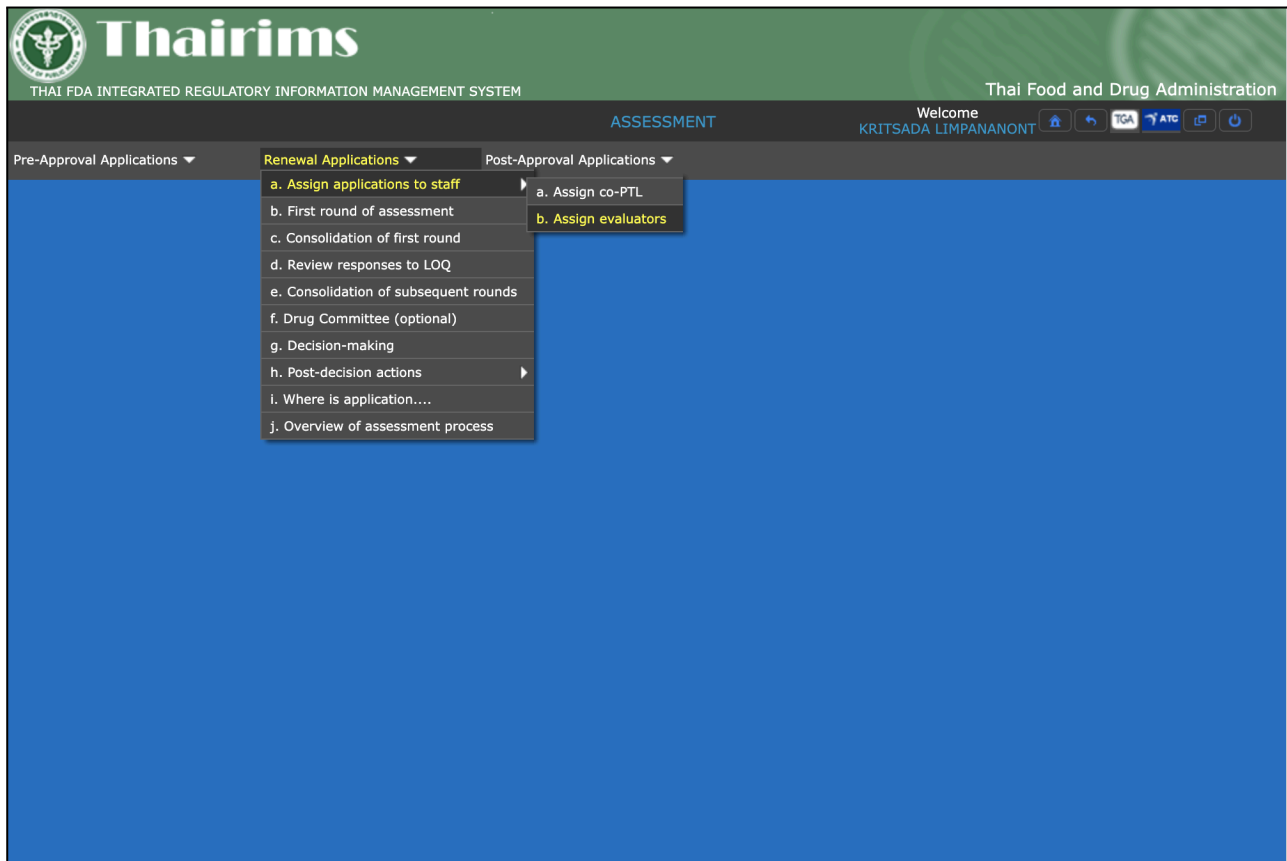 Thairims
THAI FDA INTEGRATED REGULATORY INFORMATION MANAGEMENT SYSTEM
Thai Food and Drug Administration
ASSESSMENT
Welcome
KRITSADA LIMPANANONT
TGA
ATC
Pre-Approval Applications
Renewal Applications
Post-Approval Applications
a. Assign applications to staff
b. First round of assessment
c. Consolidation of first round
d. Review responses to LOQ
e. Consolidation of subsequent rounds
f. Drug Committee (optional)
g. Decision-making
h. Post-decision actions
i. Where is application....
j. Overview of assessment process
a. Assign co-PTL
b. Assign evaluators